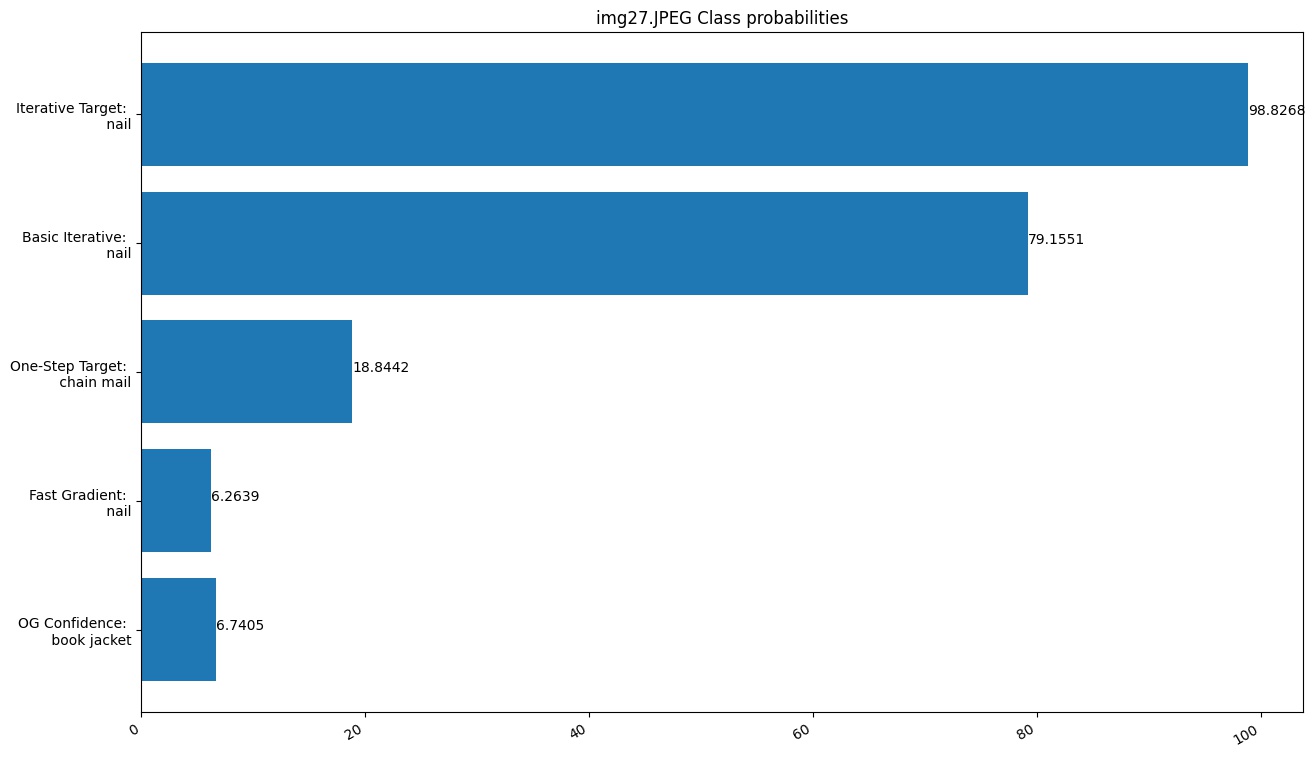 img27.JPEG Class probabilities
Iterative Target:
nail
98.8268
Basic Iterative:
nail
79.1551
One-Step Target:
chain mail
18.8442
Fast Gradient:
nail
6.2639
OG Confidence:
book jacket
6.7405
0
20
40
60
80
100